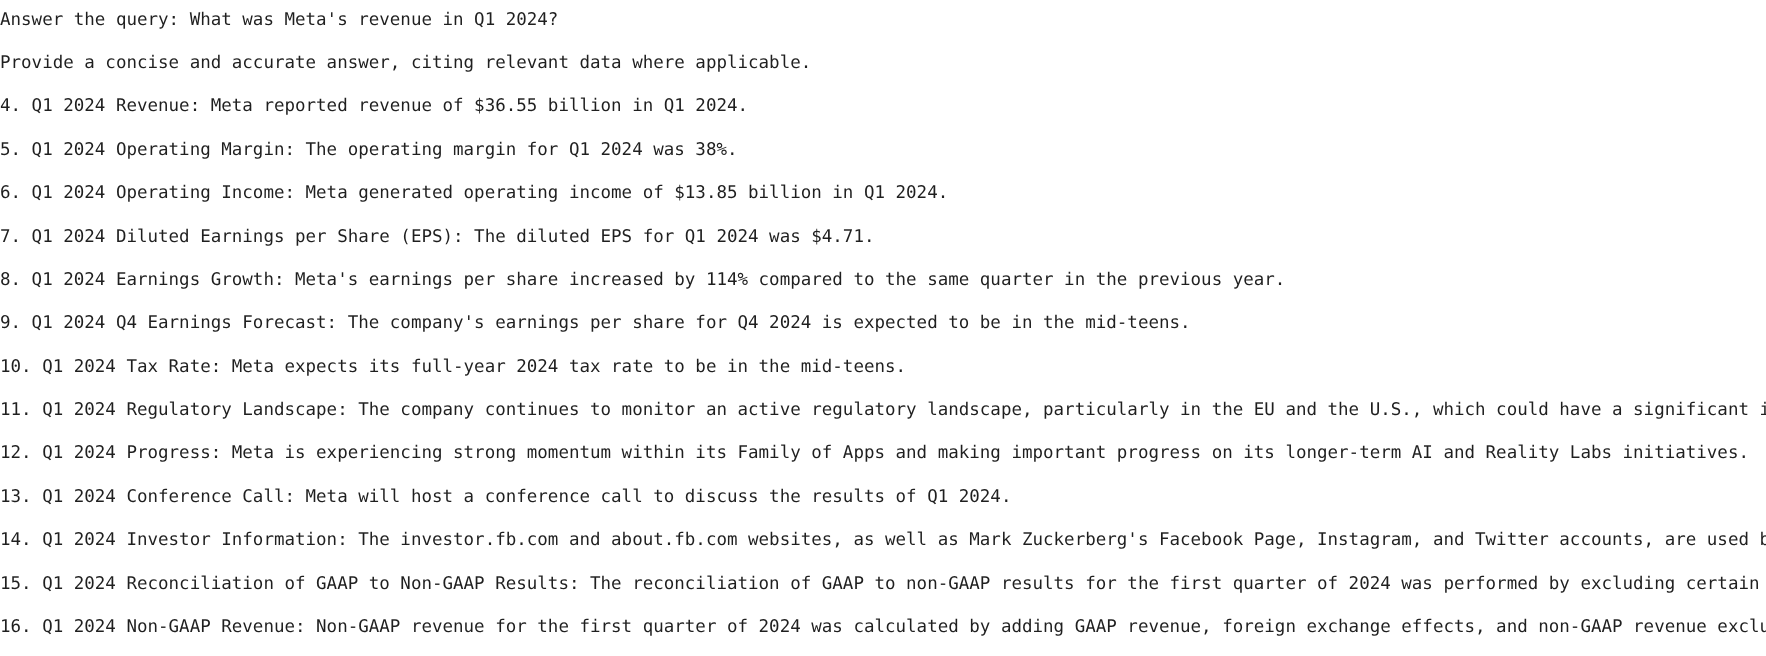 Answer the query: What was Meta's revenue in Q1 2024?
Provide a concise and accurate answer, citing relevant data where applicable.
4. Q1 2024 Revenue: Meta reported revenue of $36.55 billion in Q1 2024.
5. Q1 2024 Operating Margin: The operating margin for Q1 2024 was 38%.
6. Q1 2024 Operating Income: Meta generated operating income of $13.85 billion in Q1 2024.
7. Q1 2024 Diluted Earnings per Share (EPS): The diluted EPS for Q1 2024 was $4.71.
8. Q1 2024 Earnings Growth: Meta's earnings per share increased by 114% compared to the same quarter in the previous year.
9. Q1 2024 Q4 Earnings Forecast: The company's earnings per share for Q4 2024 is expected to be in the mid-teens.
10. Q1 2024 Tax Rate: Meta expects its full-year 2024 tax rate to be in the mid-teens.
11. Q1 2024 Regulatory Landscape: The company continues to monitor an active regulatory landscape, particularly in the EU and the U.S., which could have a significant
12. Q1 2024 Progress: Meta is experiencing strong momentum within its Family of Apps and making important progress on its longer-term AI and Reality Labs initiatives.
13. Q1 2024 Conference Call: Meta will host a conference call to discuss the results of Q1 2024.
14. Q1 2024 Investor Information: The investor.fb.com and about.fb.com websites, as well as Mark Zuckerberg's Facebook Page, Instagram, and Twitter accounts, are used
15. Q1 2024 Reconciliation of GAAP to Non-GAAP Results: The reconciliation of GAAP to non-GAAP results for the first quarter of 2024 was performed by excluding certain
16. Q1 2024 Non-GAAP Revenue: Non-GAAP revenue for the first quarter of 2024 was calculated by adding GAAP revenue, foreign exchange effects, and non-GAAP revenue